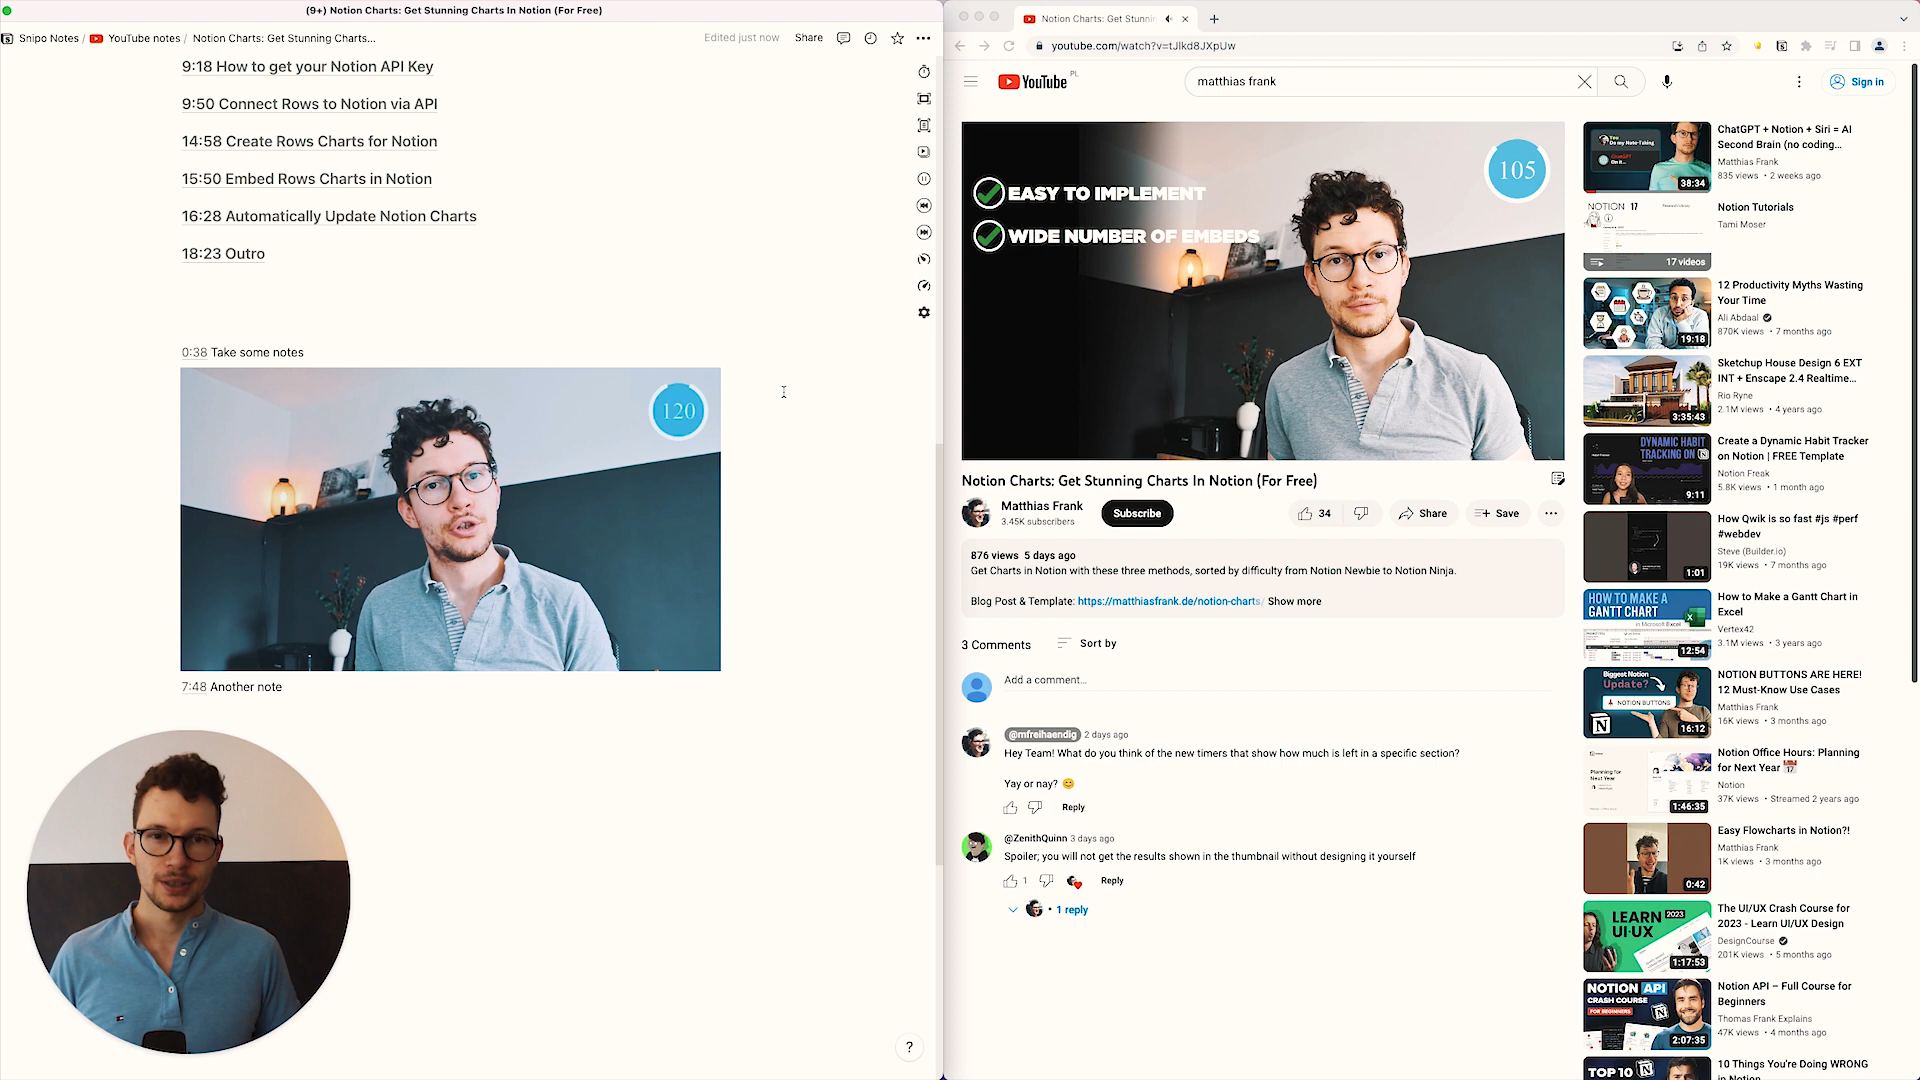 (9+) Notion Charts: Get Stunning Charts In Notion (For Free)
Snipo Notes / YouTube notes / Notion Charts: Get Stunning Charts...
Edited just now Share
9:18 How to get your Notion API Key
9:50 Connect Rows to Notion via API
14:58 Create Rows Charts for Notion
15:50 Embed Rows Charts in Notion
16:28 Automatically Update Notion Charts
18:23 Outro
0:38 Take some notes
120
7:48 Another note
?
Notion Charts: Get Stunnin
youtube.com/watch?v=tJlkd8JXpUw
YouTube PL
matthias frank
Sign in
105
EASY TO IMPLEMENT
WIDE NUMBER OF EMBEDS
Notion Charts: Get Stunning Charts In Notion (For Free)
Matthias Frank
3.45K subscribers
Subscribe
34
Share
Save
876 views 5 days ago
Get Charts in Notion with these three methods, sorted by difficulty from Notion Newbie to Notion Ninja.
Blog Post & Template: https://matthiasfrank.de/notion-charts/ Show more
3 Comments Sort by
Add a comment...
@mfreihaendig 2 days ago
Hey Team! What do you think of the new timers that show how much is left in a specific section?
Yay or nay? 😊
Reply
@ZenithQuinn 3 days ago
Spoiler; you will not get the results shown in the thumbnail without designing it yourself
1 Reply
• 1 reply
38:34
ChatGPT + Notion + Siri = AI
Second Brain (no coding...
Matthias Frank
835 views • 2 weeks ago
NOTION 17
17 videos
Notion Tutorials
Tami Moser
19:18
12 Productivity Myths Wasting
Your Time
Ali Abdaal
870K views • 7 months ago
3:35:43
Sketchup House Design 6 EXT
INT + Enscape 2.4 Realtime...
Rio Ryne
2.1M views • 4 years ago
DYNAMIC HABIT
TRACKING ON
9:11
Create a Dynamic Habit Tracker
on Notion | FREE Template
Notion Freak
5.8K views • 1 month ago
1:01
How Qwik is so fast #js #perf
#webdev
Steve (Builder.io)
19K views • 7 months ago
HOW TO MAKE A
GANTT CHART
in Microsoft Excel
12:54
How to Make a Gantt Chart in
Excel
Vertex42
3.1M views • 3 years ago
Biggest Notion
Update?
NOTION BUTTONS
16:12
NOTION BUTTONS ARE HERE!
12 Must-Know Use Cases
Matthias Frank
16K views • 3 months ago
Planning for
Next Year
1:46:35
Notion Office Hours: Planning
for Next Year 📅
Notion
37K views • Streamed 2 years ago
0:42
Easy Flowcharts in Notion?!
Matthias Frank
1K views • 3 months ago
LEARN 2023
UI·UX
1:17:53
The UI/UX Crash Course for
2023 - Learn UI/UX Design
DesignCourse
201K views • 5 months ago
NOTION API
CRASH COURSE
FOR BEGINNERS
2:07:35
Notion API – Full Course for
Beginners
Thomas Frank Explains
47K views • 4 months ago
TOP 10
10 Things You're Doing WRONG
in Notion